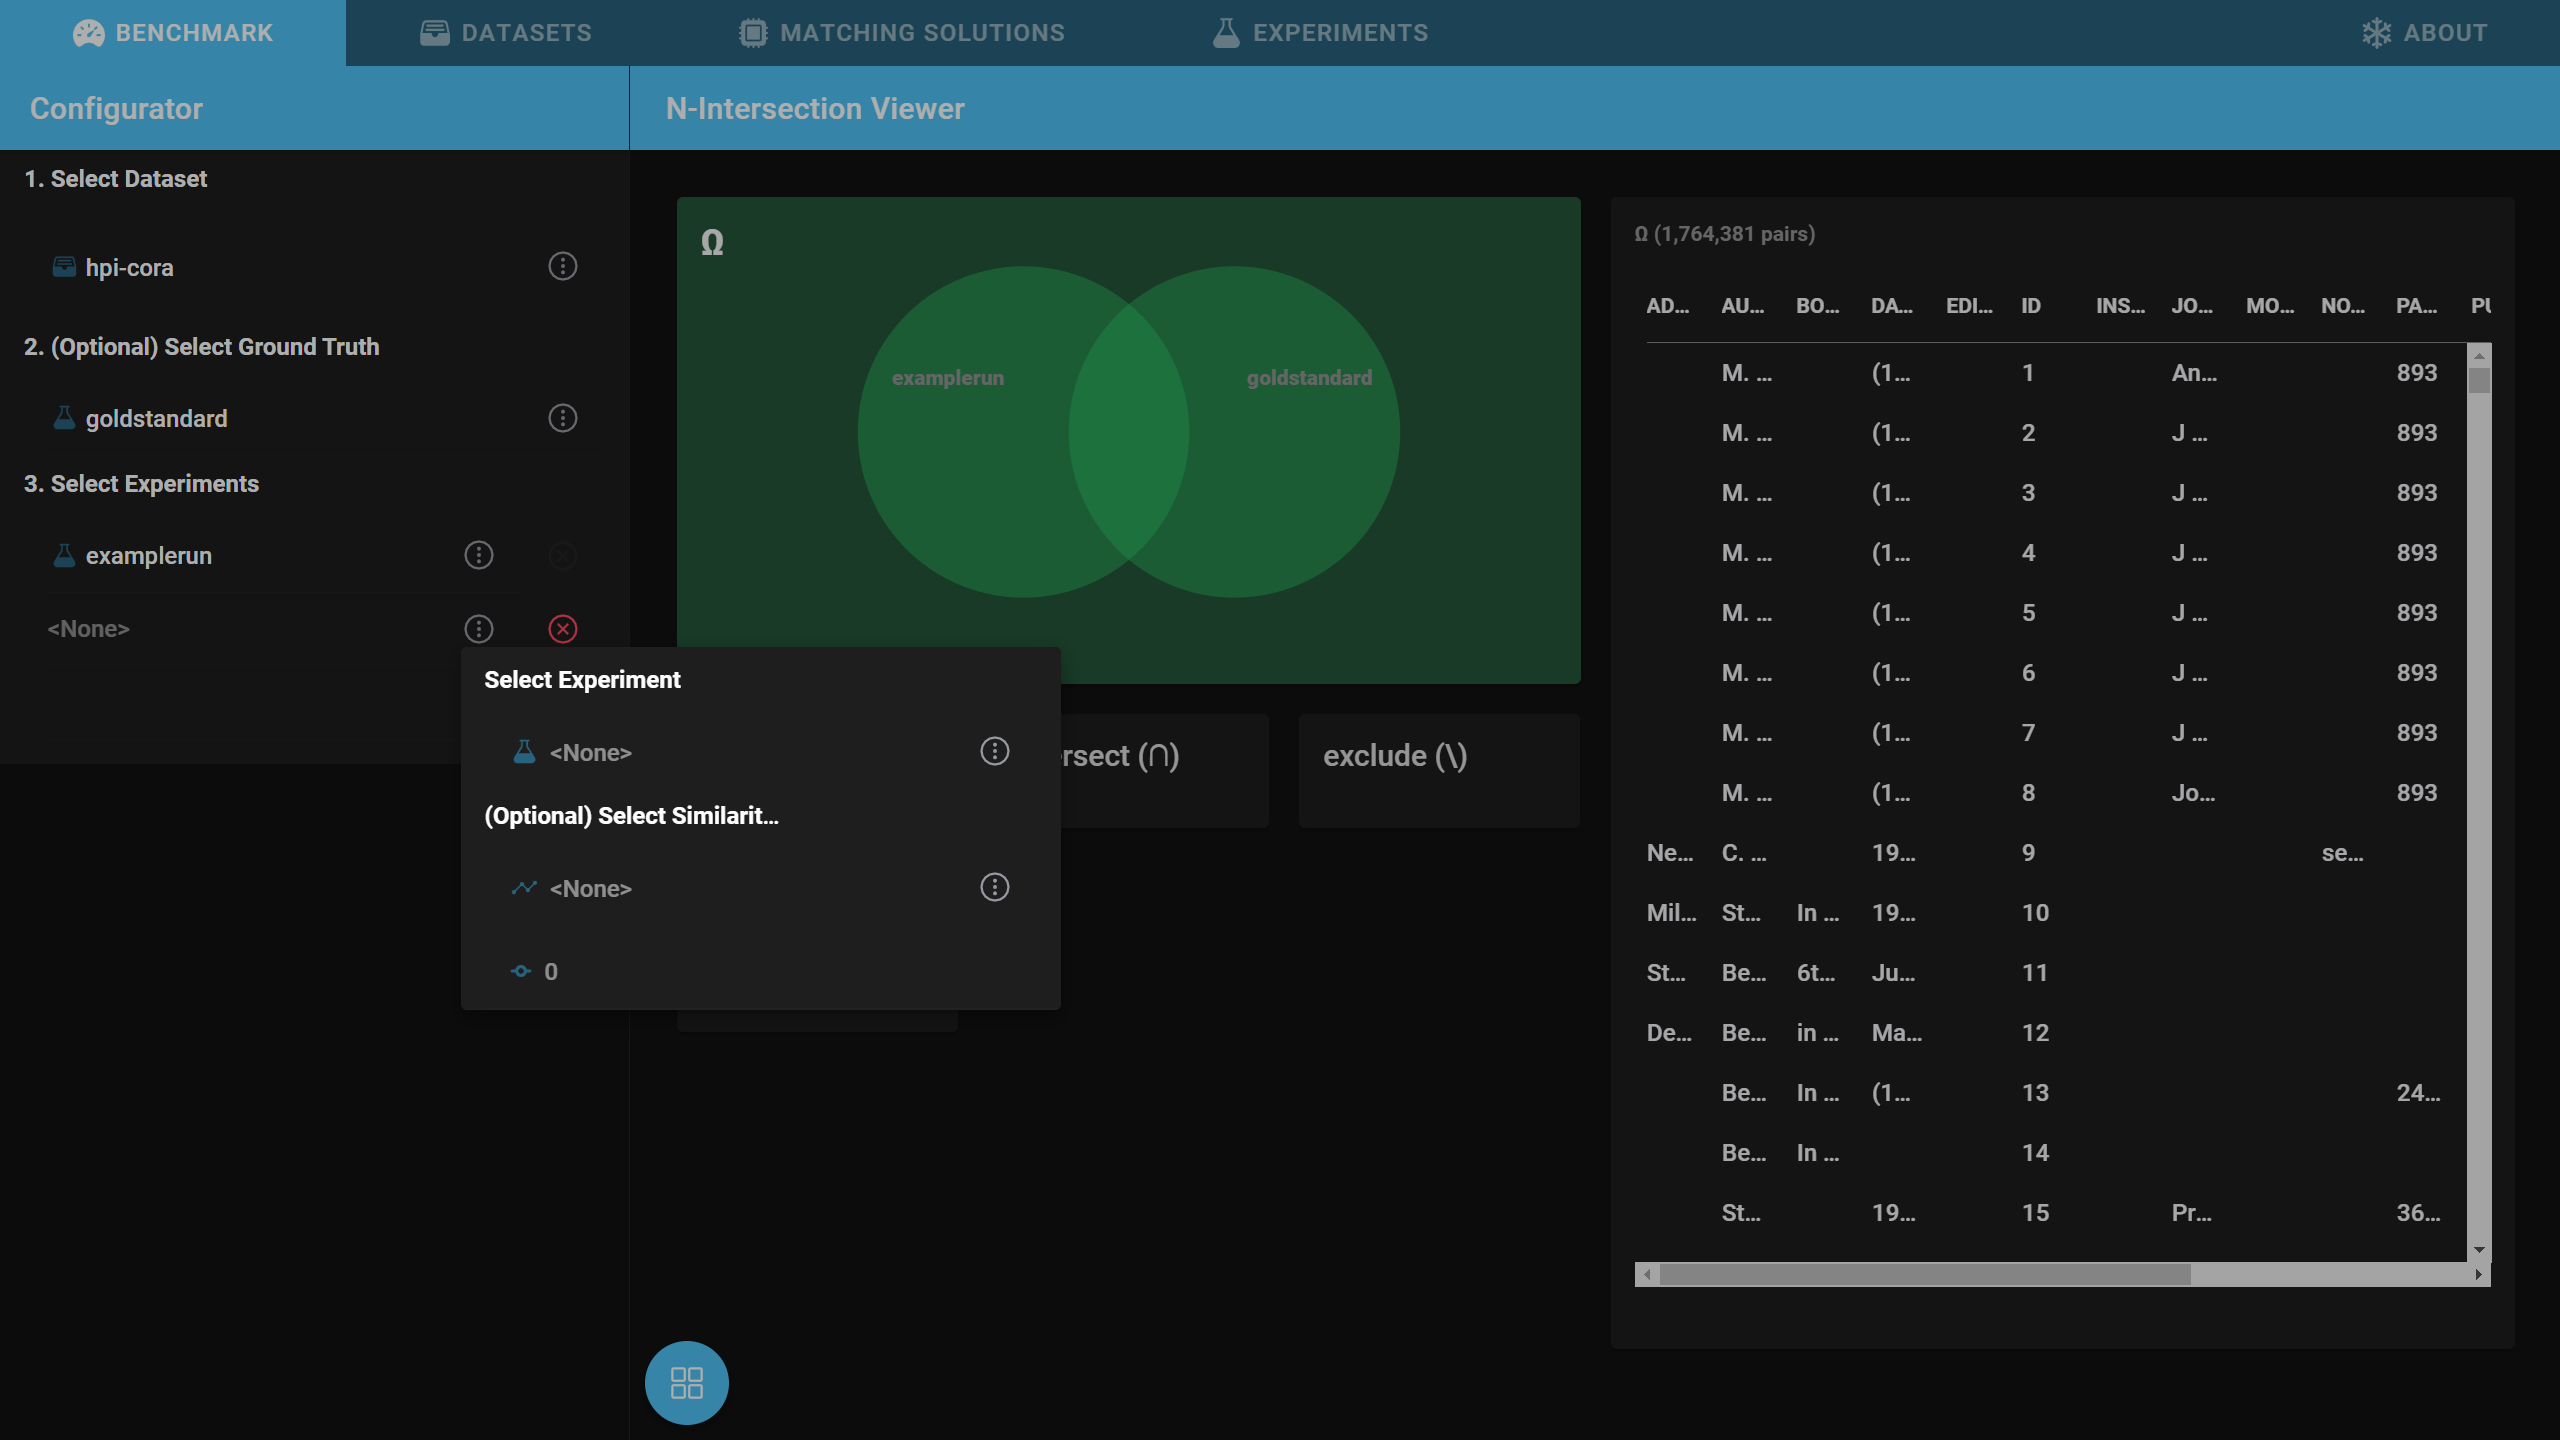 BENCHMARK
DATASETS
MATCHING SOLUTIONS
EXPERIMENTS
ABOUT
Configurator
N-Intersection Viewer
1. Select Dataset
hpi-cora
2. (Optional) Select Ground Truth
goldstandard
3. Select Experiments
examplerun
<None>
Select Experiment
<None>
(Optional) Select Similarit...
<None>
0
Ω
examplerun
goldstandard
rsect (∩)
exclude (\)
Ω (1,764,381 pairs)
AD... AU... BO... DA... EDI... ID INS... JO... MO... NO... PA... PU
M. ... (1... 1 An... 893
M. ... (1... 2 J ... 893
M. ... (1... 3 J ... 893
M. ... (1... 4 J ... 893
M. ... (1... 5 J ... 893
M. ... (1... 6 J ... 893
M. ... (1... 7 J ... 893
M. ... (1... 8 Jo... 893
Ne... C. ... 19... 9 se...
Mil... St... In ... 19... 10
St... Be... 6t... Ju... 11
De... Be... in ... Ma... 12
Be... In ... (1... 13 24...
Be... In ... 14
St... 19... 15 Pr... 36...